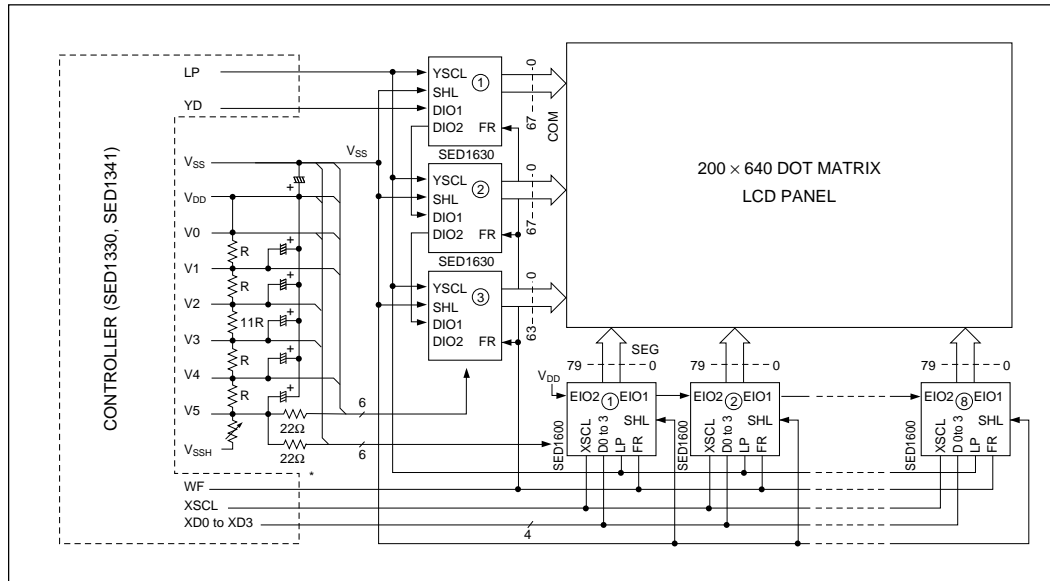 CONTROLLER (SED1330, SED1341)
LP
YD
VSS
VDD
V0
V1
V2
V3
V4
V5
VSSH
WF
XSCL
XD0 to XD3
R
R
11R
R
R
+
+
+
+
+
+
22Ω
22Ω
*
6
6
4
VSS
YSCL
SHL
DIO1
DIO2 FR
1
SED1630
YSCL
SHL
DIO1
DIO2 FR
2
SED1630
YSCL
SHL
DIO1
DIO2 FR
3
67 0
COM
67 0
63 0
200 × 640 DOT MATRIX
LCD PANEL
SEG
79 0
79 0
79 0
VDD
EIO2 1 EIO1
SHL
XSCL
D0 to 3
LP
FR
SED1600
EIO2 2 EIO1
SHL
XSCL
D0 to 3
LP
FR
SED1600
EIO2 8 EIO1
SHL
XSCL
D 0to 3
LP
FR
SED1600